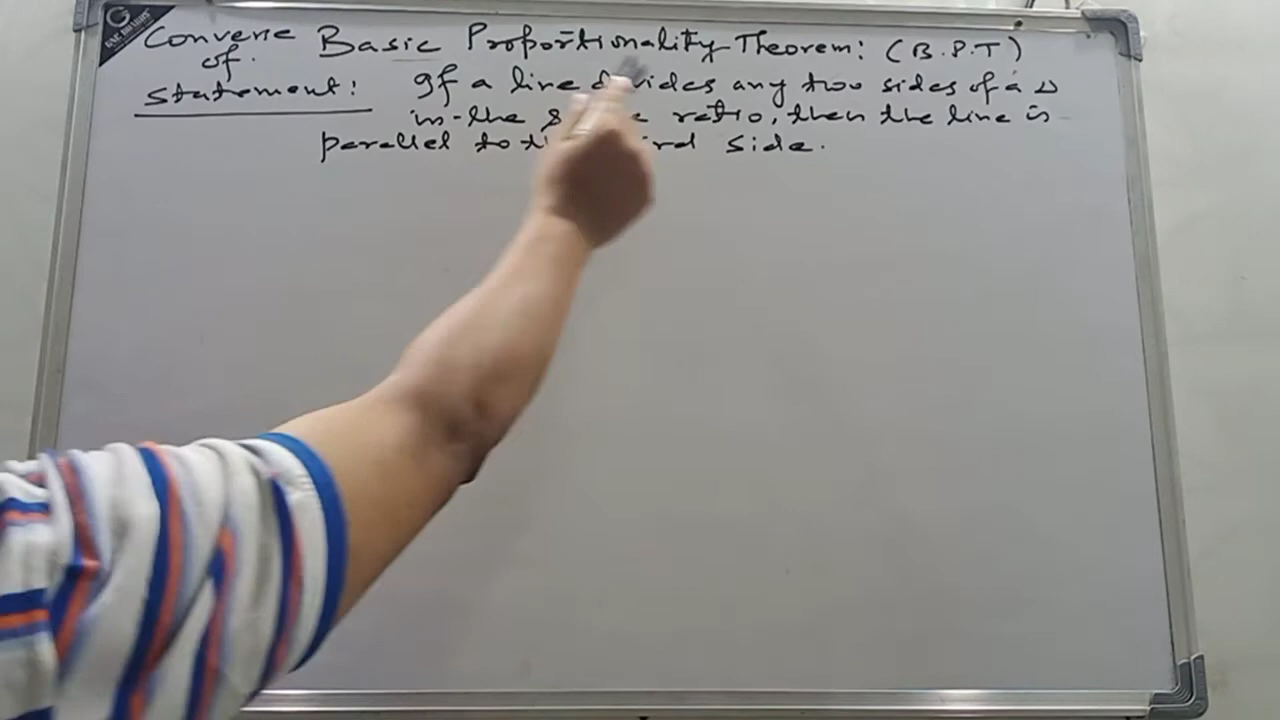 Converse Basic Proportionality Theorem: (B.P.T)
of
statement: If a line divides any two sides of a Δ
in the ratio, then the line is
parallel to side.